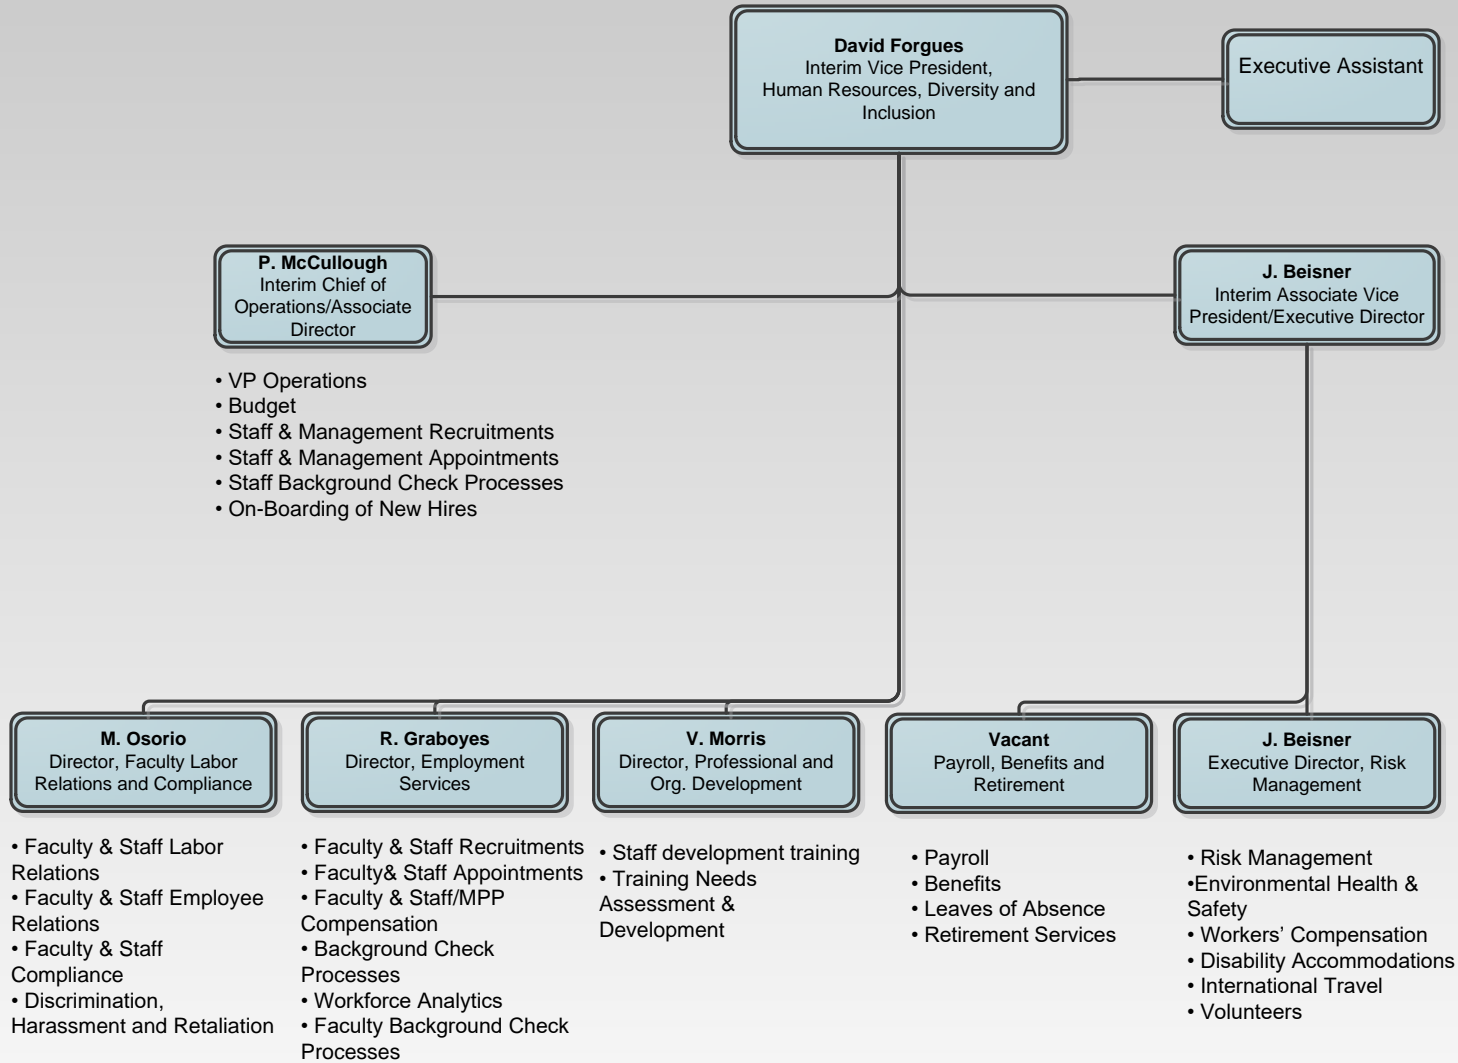 David Forgues
Interim Vice President,
Human Resources, Diversity and
Inclusion
Executive Assistant
P. McCullough
Interim Chief of
Operations/Associate
Director
J. Beisner
Interim Associate Vice
President/Executive Director
• VP Operations
• Budget
• Staff & Management Recruitments
• Staff & Management Appointments
• Staff Background Check Processes
• On-Boarding of New Hires
M. Osorio
Director, Faculty Labor
Relations and Compliance
R. Graboyes
Director, Employment
Services
V. Morris
Director, Professional and
Org. Development
Vacant
Payroll, Benefits and
Retirement
J. Beisner
Executive Director, Risk
Management
• Faculty & Staff Labor
Relations
• Faculty & Staff Employee
Relations
• Faculty & Staff
Compliance
• Discrimination,
Harassment and Retaliation
• Faculty & Staff Recruitments
• Faculty& Staff Appointments
• Faculty & Staff/MPP
Compensation
• Background Check
Processes
• Workforce Analytics
• Faculty Background Check
Processes
• Staff development training
• Training Needs
Assessment &
Development
• Payroll
• Benefits
• Leaves of Absence
• Retirement Services
• Risk Management
•Environmental Health &
Safety
• Workers’ Compensation
• Disability Accommodations
• International Travel
• Volunteers